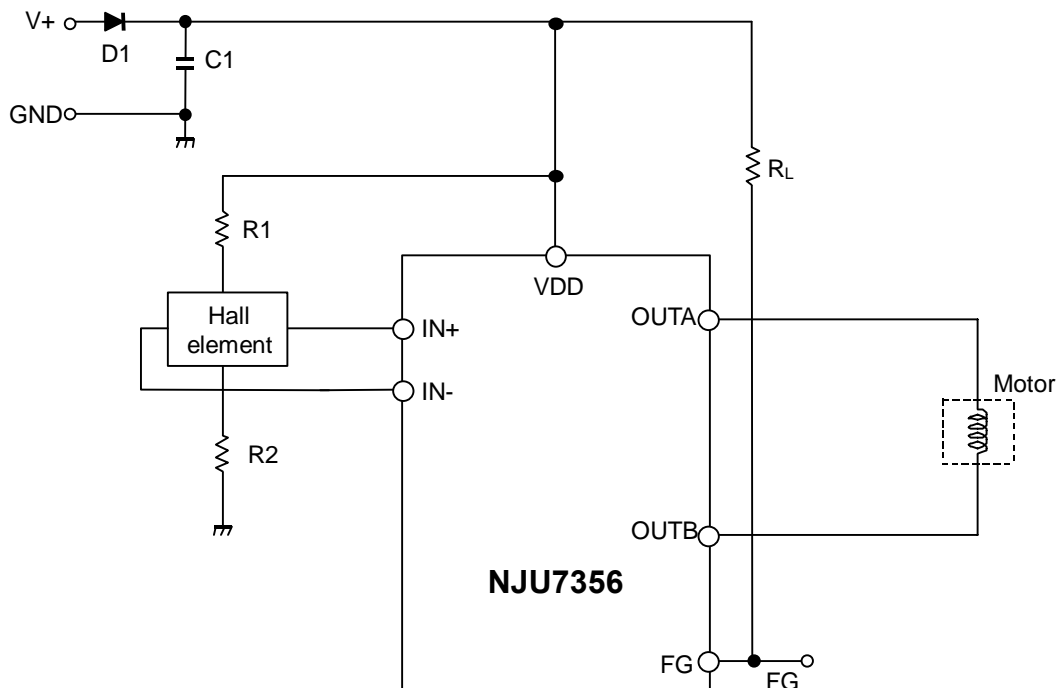 V+
D1
C1
GND
RL
R1
VDD
Hall
element
IN+
OUTA
IN-
Motor
R2
OUTB
NJU7356
FG
FG